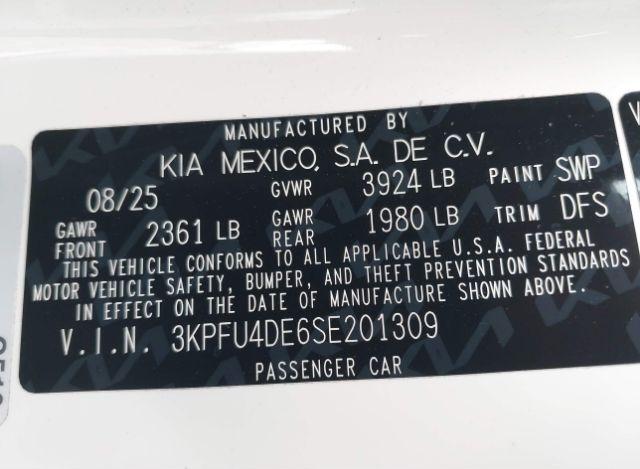 MANUFACTURED BY
KIA MEXICO, S.A. DE C.V.
08/25 GVWR 3924 LB PAINT SWP
GAWR FRONT 2361 LB GAWR REAR 1980 LB TRIM DFS
THIS VEHICLE CONFORMS TO ALL APPLICABLE U.S.A. FEDERAL
MOTOR VEHICLE SAFETY, BUMPER, AND THEFT PREVENTION STANDARDS
IN EFFECT ON THE DATE OF MANUFACTURE SHOWN ABOVE.
V.I.N. 3KPFU4DE6SE201309
PASSENGER CAR